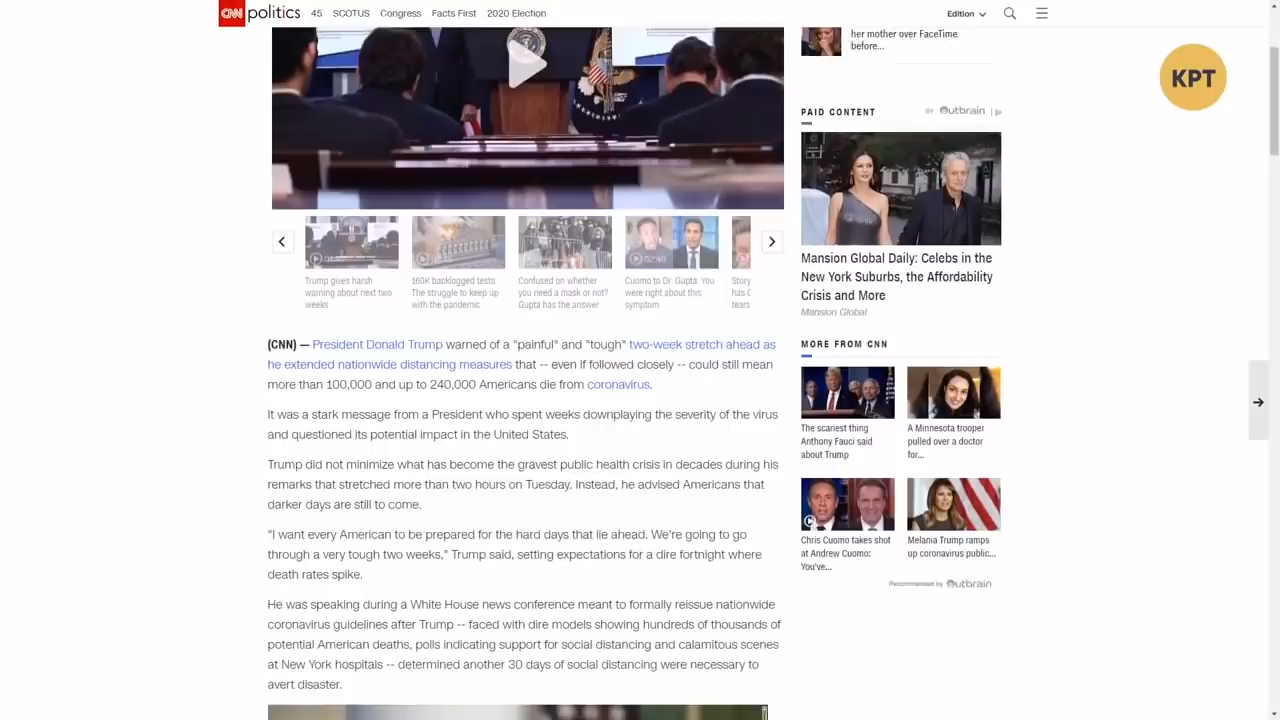 CNN politics 45 SCOTUS Congress Facts First 2020 Election Edition
KPT
her mother over FaceTime
before...
PAID CONTENT
BY Outbrain
Mansion Global Daily: Celebs in the
New York Suburbs, the Affordability
Crisis and More
Mansion Global
Trump gives harsh
warning about next two
weeks
160K backlogged tests:
The struggle to keep up
with the pandemic
Confused on whether
you need a mask or not?
Gupta has the answer
Cuomo to Dr. Gupta: You
were right about this
symptom
Story
has C
tears
(CNN) — President Donald Trump warned of a "painful" and "tough" two-week stretch ahead as
he extended nationwide distancing measures that -- even if followed closely -- could still mean
more than 100,000 and up to 240,000 Americans die from coronavirus.
It was a stark message from a President who spent weeks downplaying the severity of the virus
and questioned its potential impact in the United States.
Trump did not minimize what has become the gravest public health crisis in decades during his
remarks that stretched more than two hours on Tuesday. Instead, he advised Americans that
darker days are still to come.
"I want every American to be prepared for the hard days that lie ahead. We're going to go
through a very tough two weeks," Trump said, setting expectations for a dire fortnight where
death rates spike.
He was speaking during a White House news conference meant to formally reissue nationwide
coronavirus guidelines after Trump -- faced with dire models showing hundreds of thousands of
potential American deaths, polls indicating support for social distancing and calamitous scenes
at New York hospitals -- determined another 30 days of social distancing were necessary to
avert disaster.
MORE FROM CNN
The scariest thing
Anthony Fauci said
about Trump
A Minnesota trooper
pulled over a doctor
for...
Chris Cuomo takes shot
at Andrew Cuomo:
You've...
Melania Trump ramps
up coronavirus public...
Recommended by Outbrain